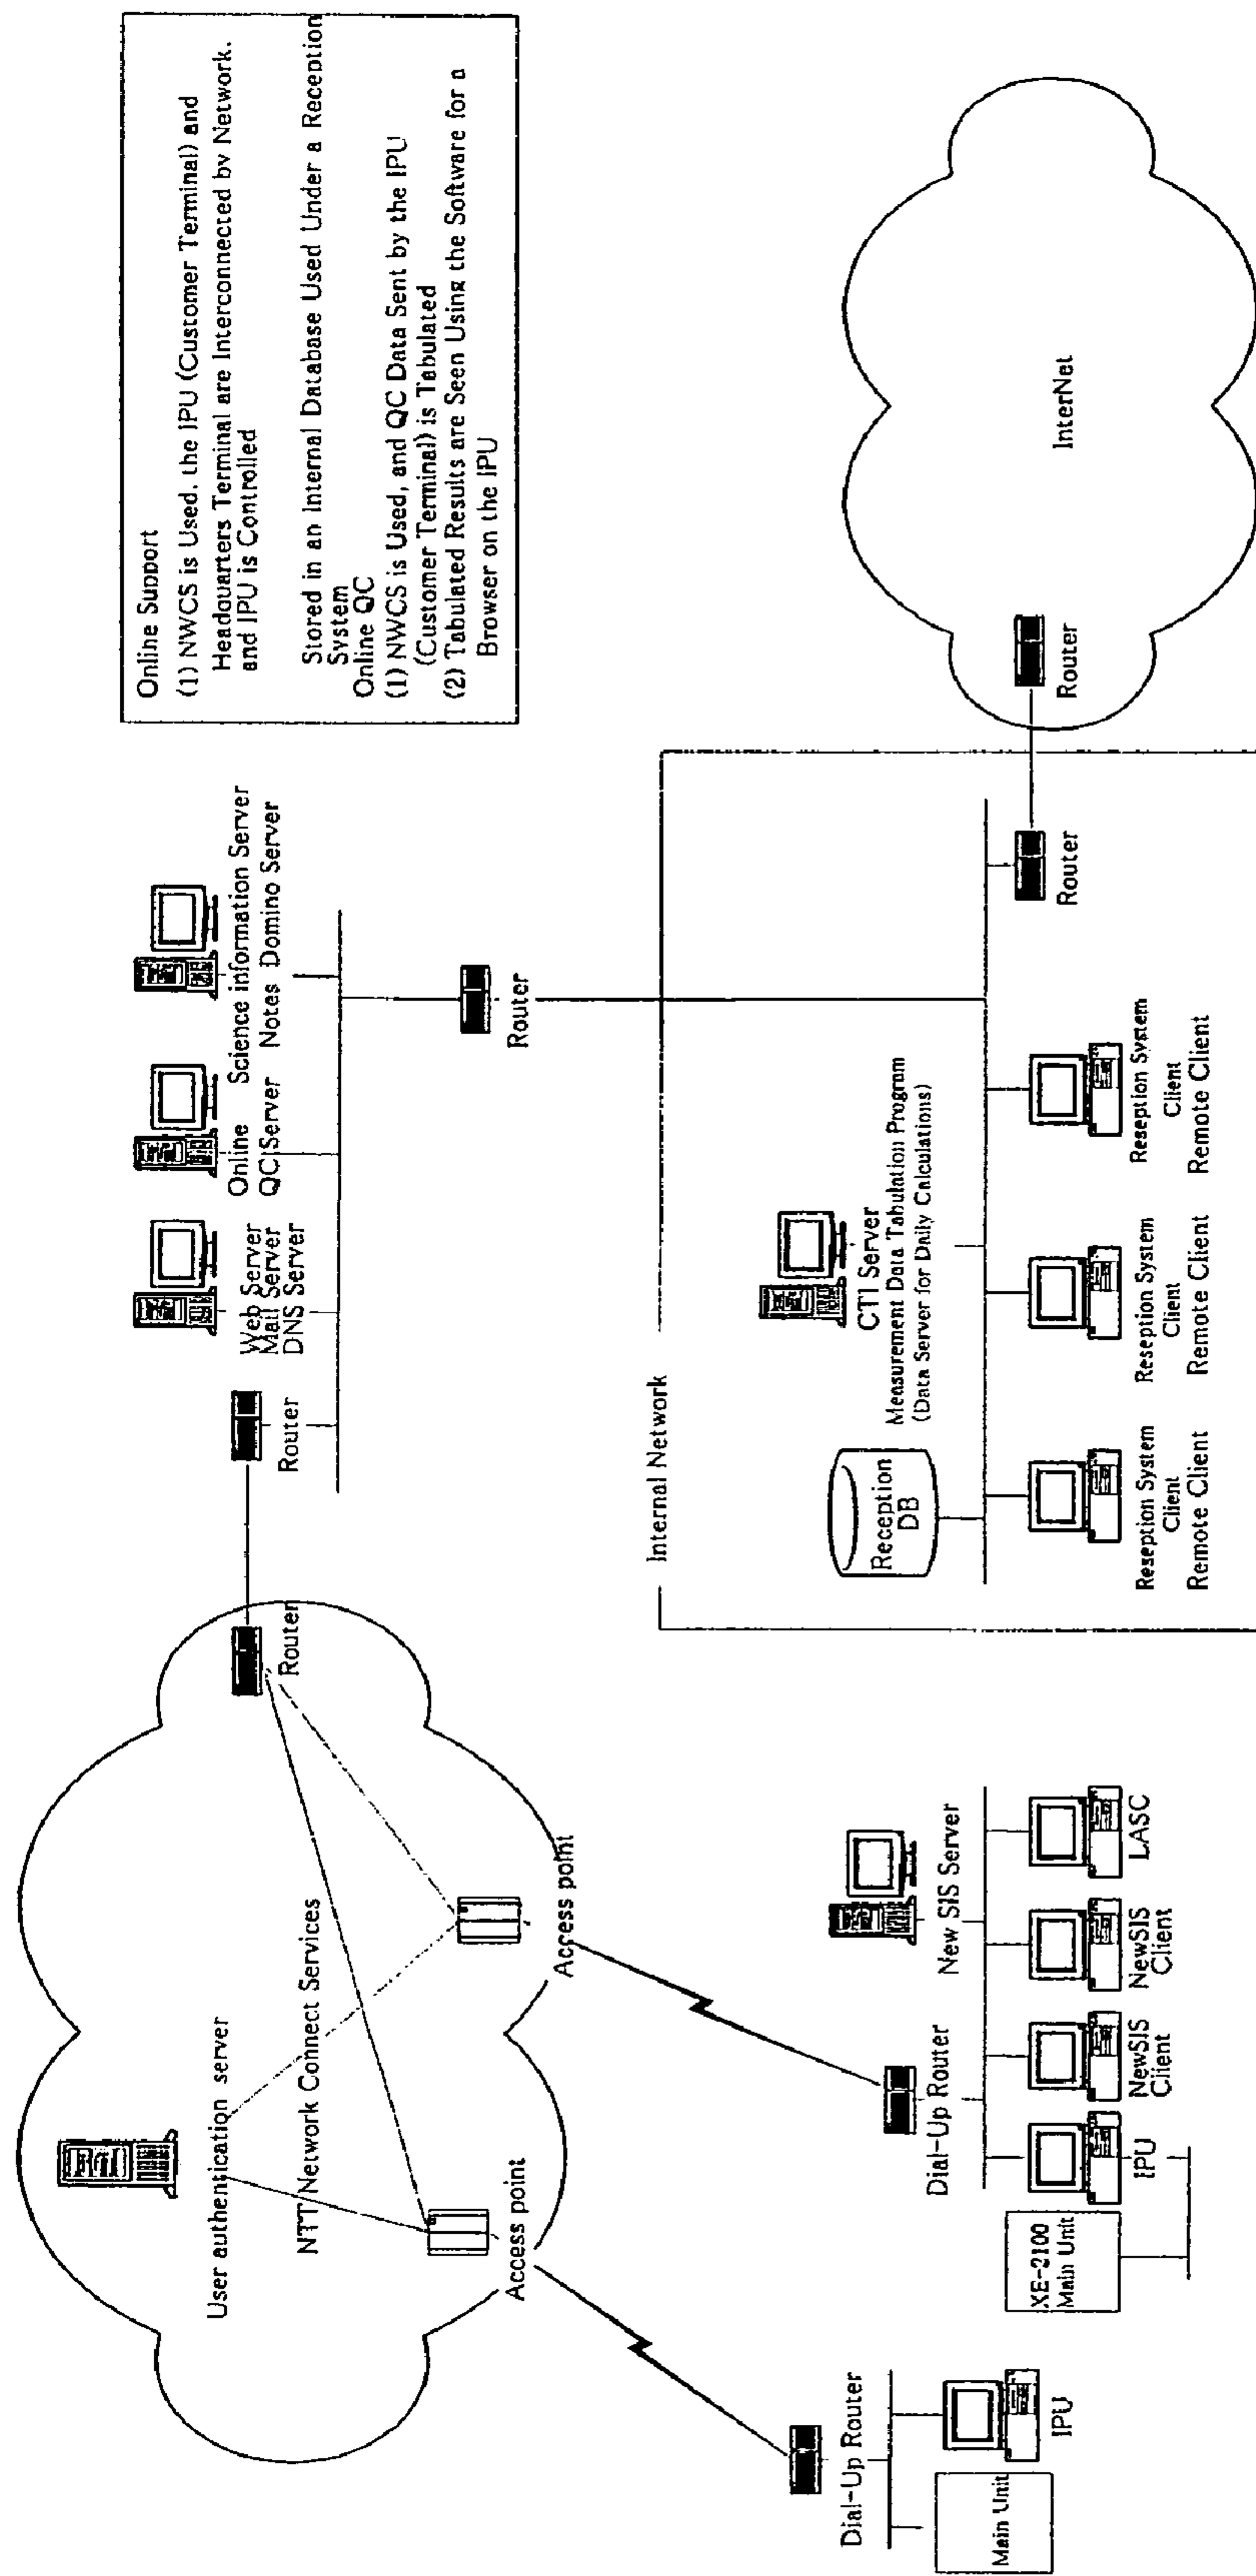 Online Support
(1) NWCS is Used, the IPU (Customer Terminal) and
Headquarters Terminal are Interconnected by Network,
and IPU is Controlled
Stored in an Internal Database Used Under a Reception
System
Online QC
(1) NWCS is Used, and QC Data Sent by the IPU
(Customer Terminal) is Tabulated
(2) Tabulated Results are Seen Using the Software for a
Browser on the IPU
User authentication server
NTT Network Connect Services
Access point
Access point
Router
Router
Web Server
Mail Server
DNS Server
Online
QC Server
Science information Server
Notes Domino Server
Router
Internal Network
Reception
DB
CTI Server
Measurement Data Tabulation Program
(Data Server for Daily Calculations)
Reseption System
Client
Remote Client
Reseption System
Client
Remote Client
Reseption System
Client
Remote Client
Router
Router
InterNet
Dial-Up Router
Main Unit
IPU
Dial-Up Router
New SIS Server
XE-2100
Main Unit
IPU
NewSIS
Client
NewSIS
Client
LASC